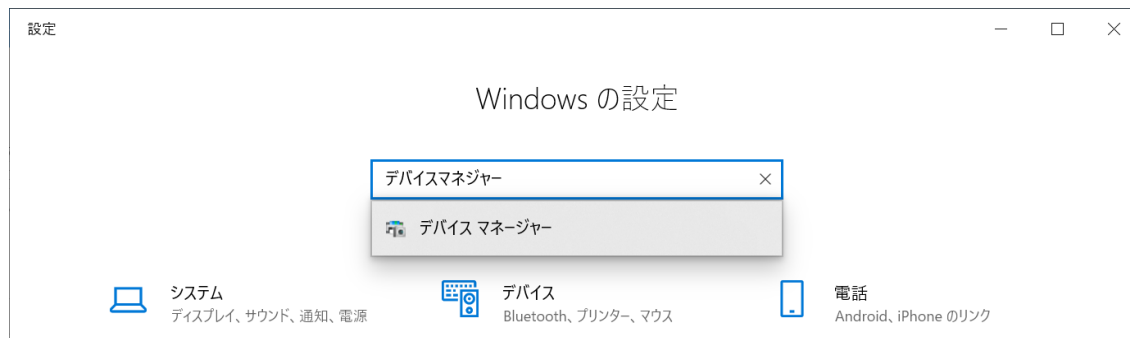 設定
Windows の設定
デバイスマネジャー
デバイス マネージャー
システム
ディスプレイ、サウンド、通知、電源
デバイス
Bluetooth、プリンター、マウス
電話
Android、iPhone のリンク